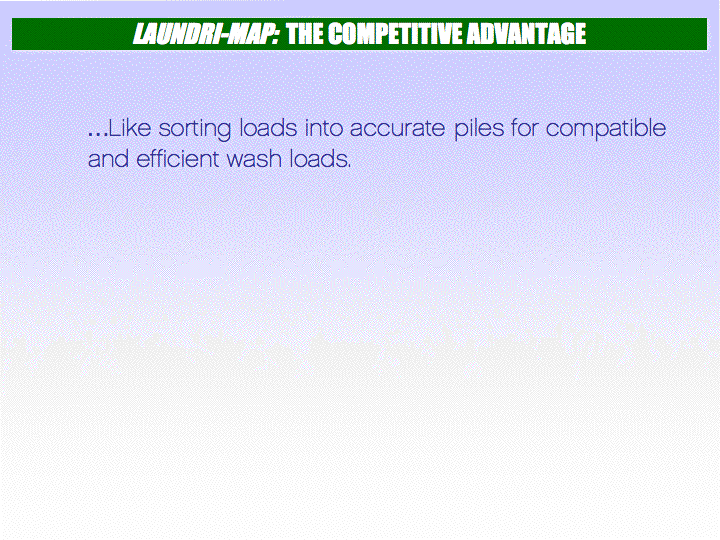 LAUNDRI-MAP: THE COMPETITIVE ADVANTAGE
...Like sorting loads into accurate piles for compatible
and efficient wash loads.